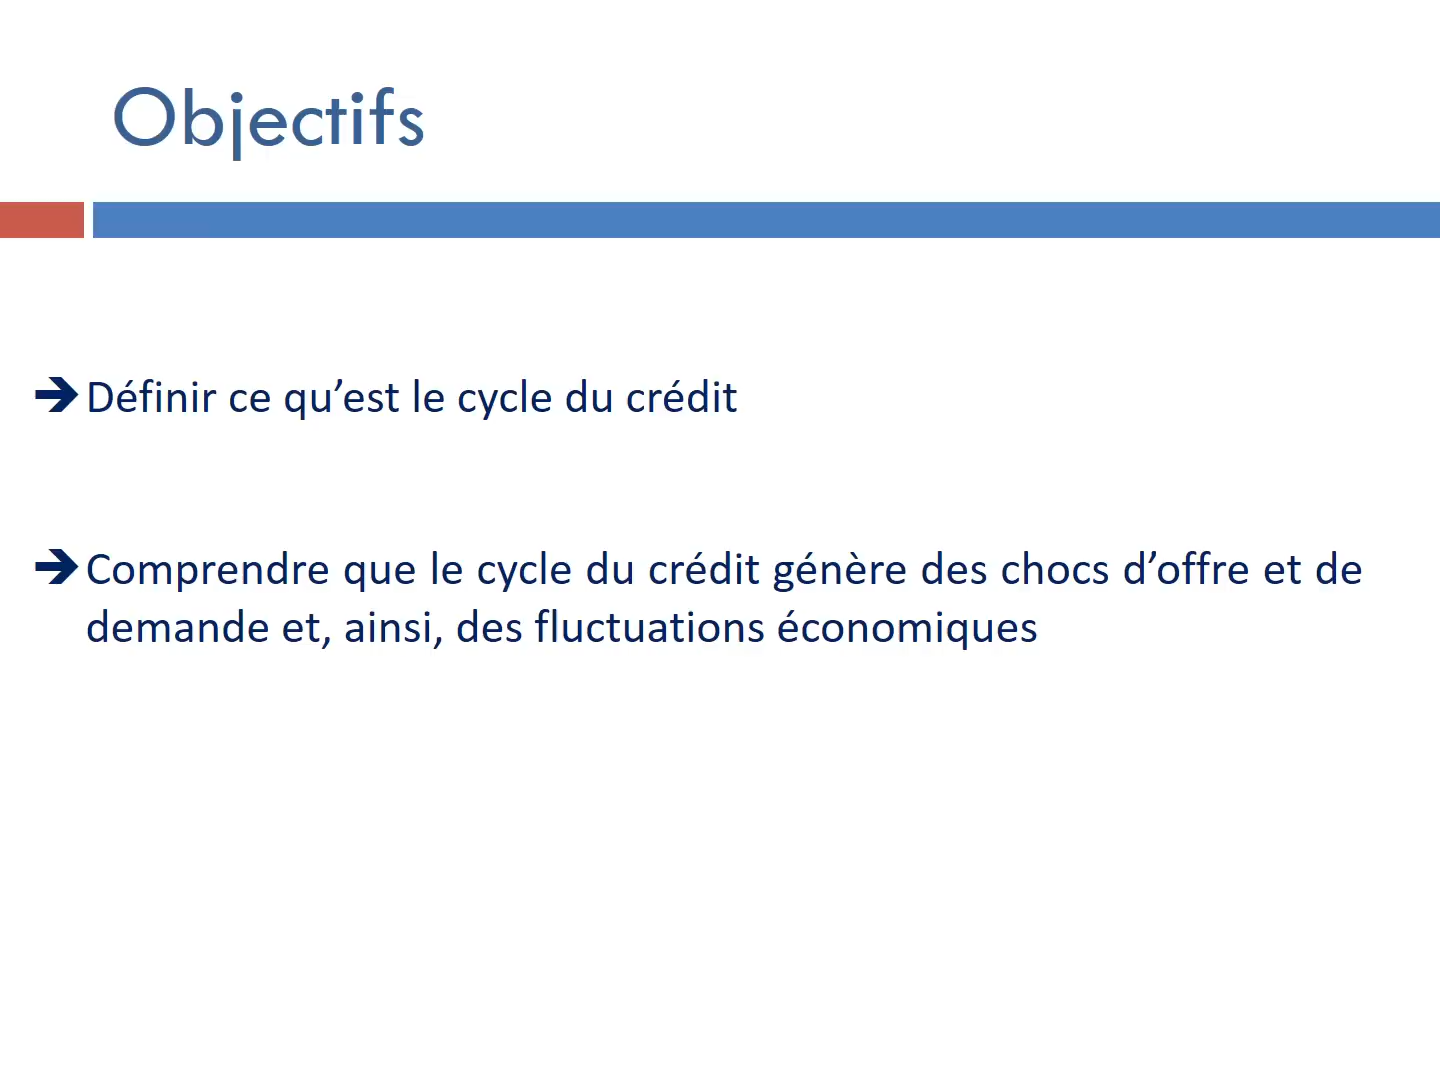 Objectifs
➔ Définir ce qu’est le cycle du crédit
➔ Comprendre que le cycle du crédit génère des chocs d’offre et de
demande et, ainsi, des fluctuations économiques